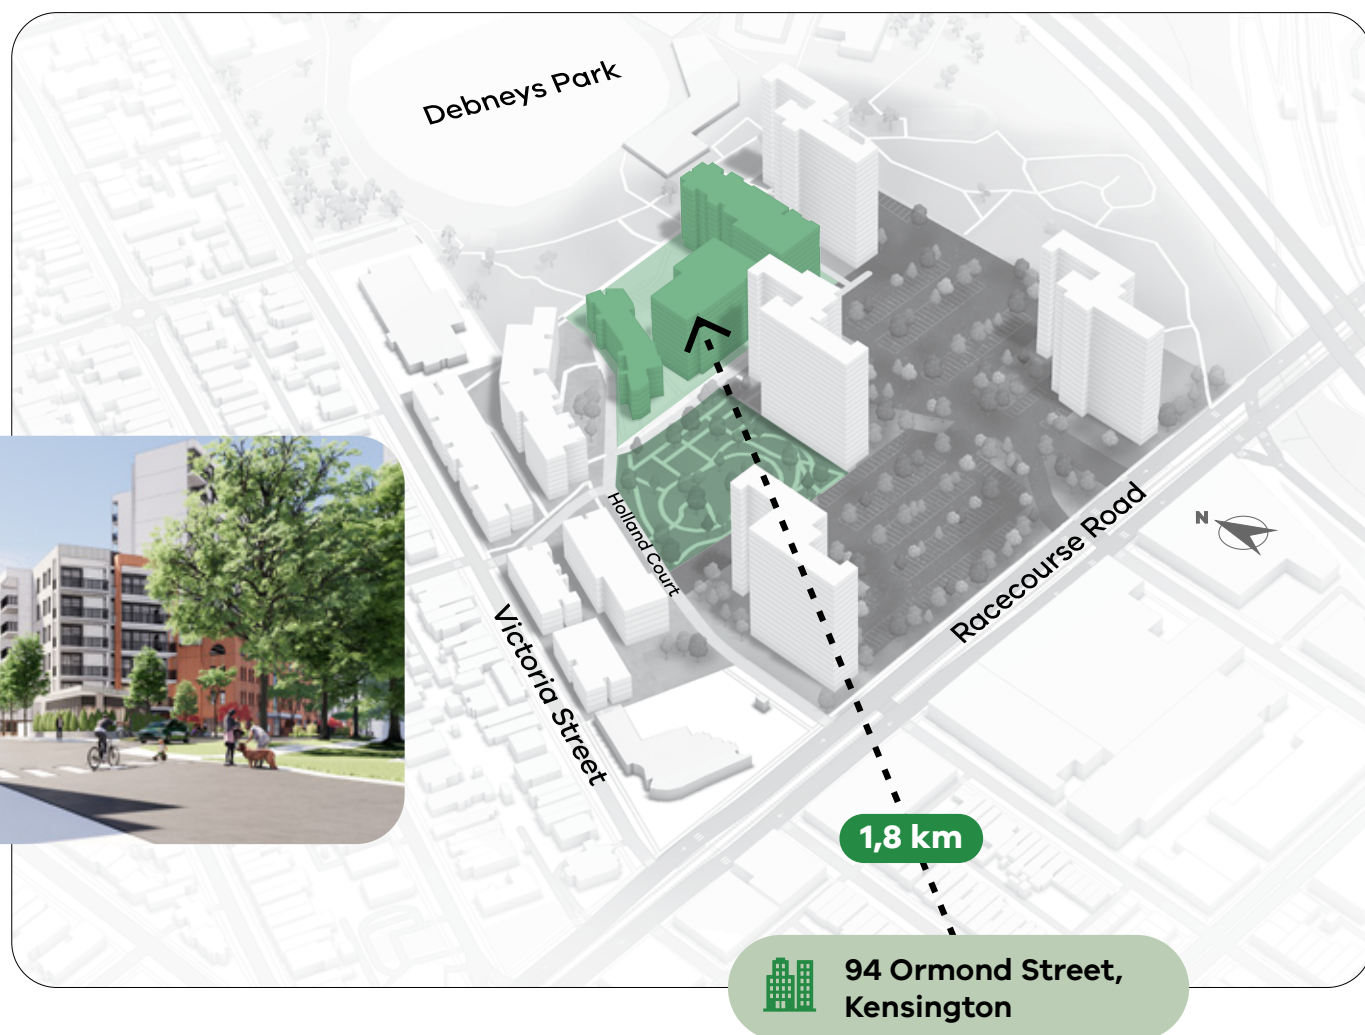 Debneys Park
Holland Court
N
Racecourse Road
Victoria Street
1,8 km
94 Ormond Street,
Kensington